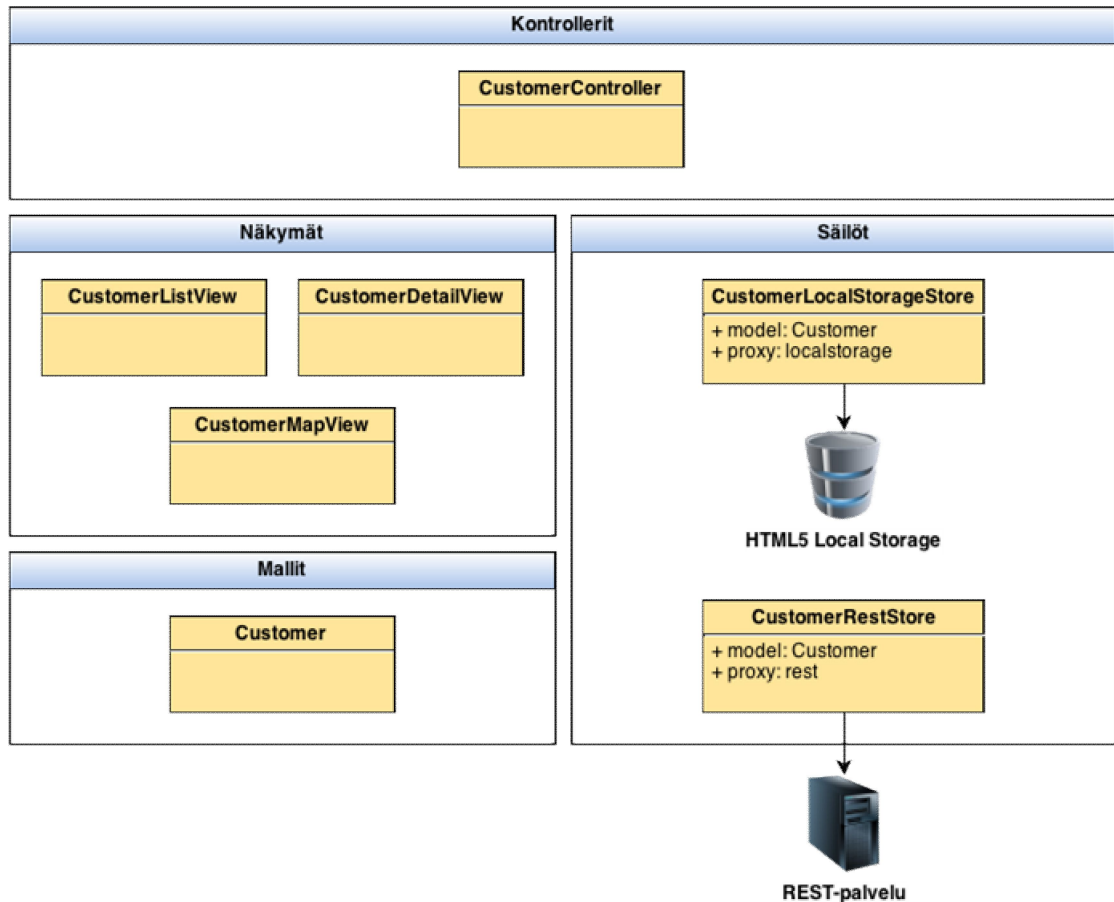 Kontrollerit
CustomerController
Näkymät
CustomerListView
CustomerDetailView
CustomerMapView
Mallit
Customer
Säilöt
CustomerLocalStorageStore
+ model: Customer
+ proxy: localstorage
HTML5 Local Storage
CustomerRestStore
+ model: Customer
+ proxy: rest
REST-palvelu